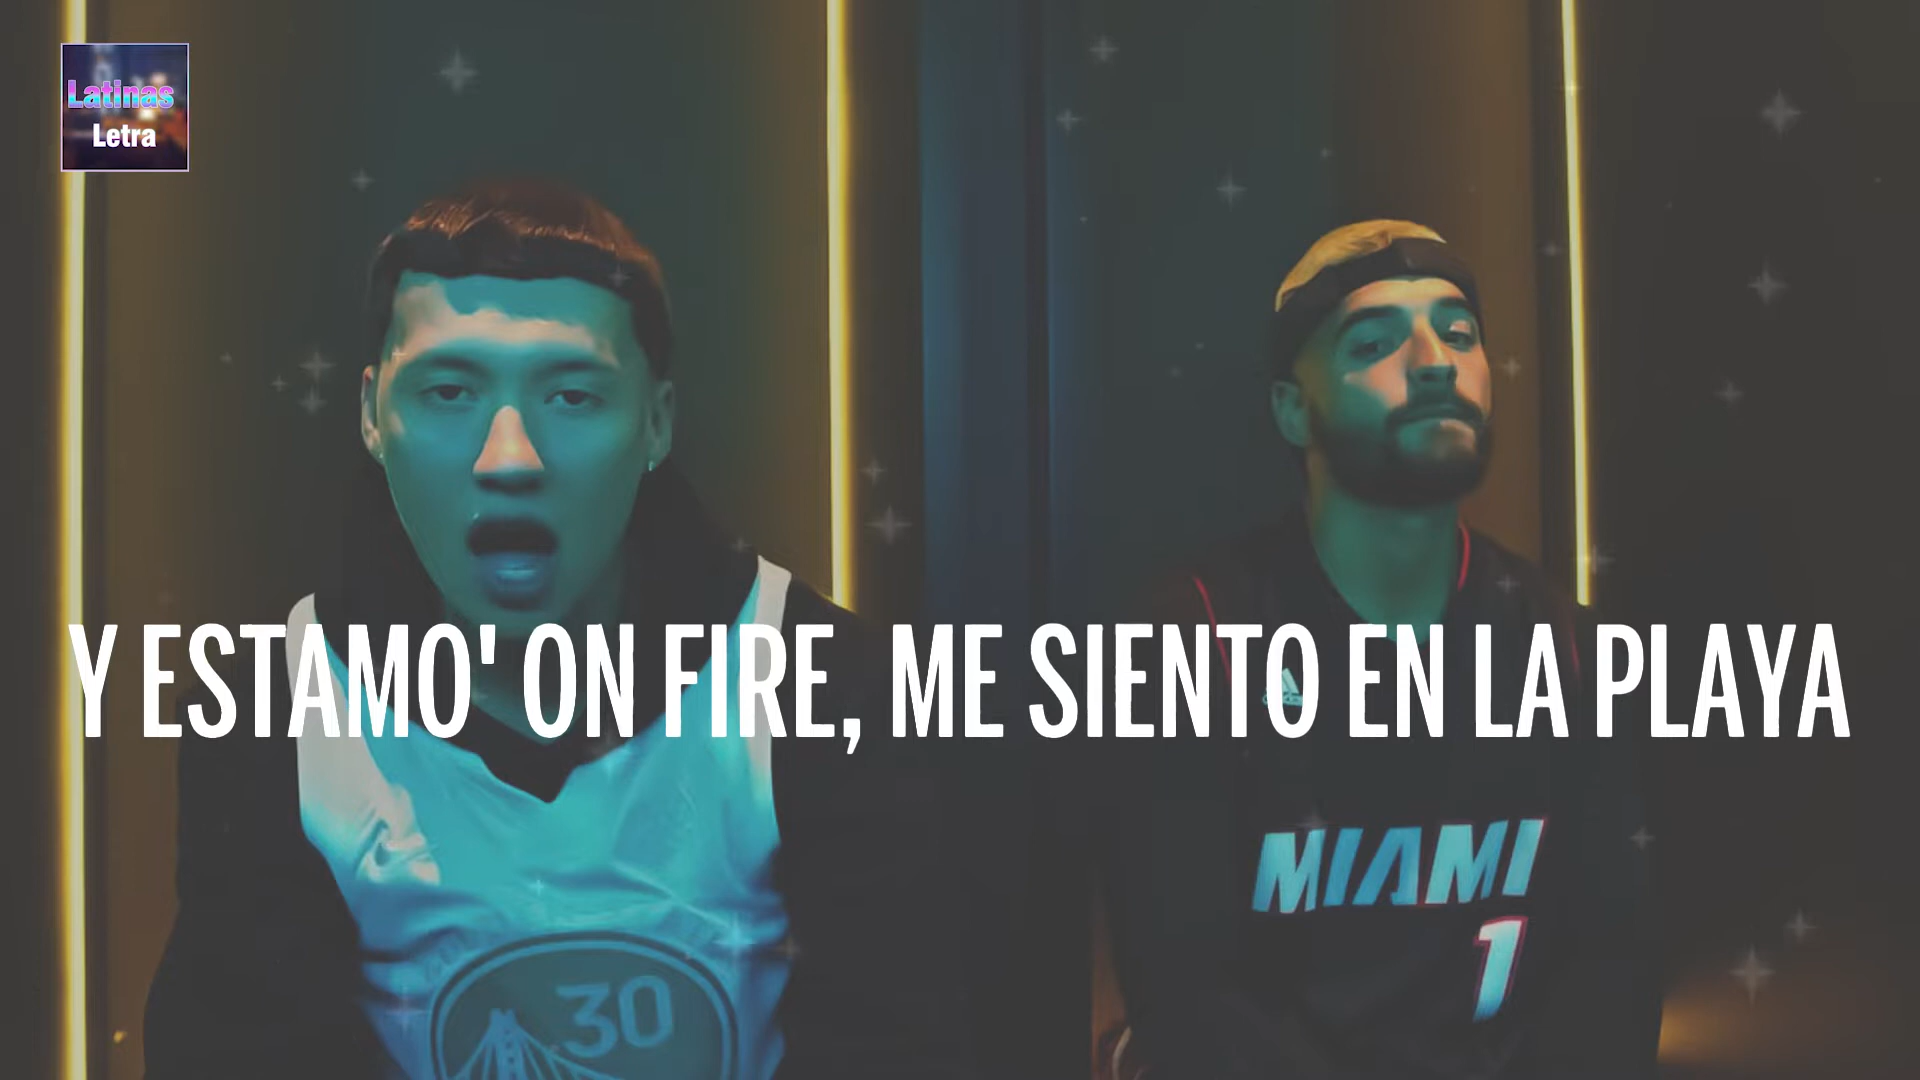 Latinas
Letra
Y ESTAMO' ON FIRE, ME SIENTO EN LA PLAYA
MIAMI
1
30